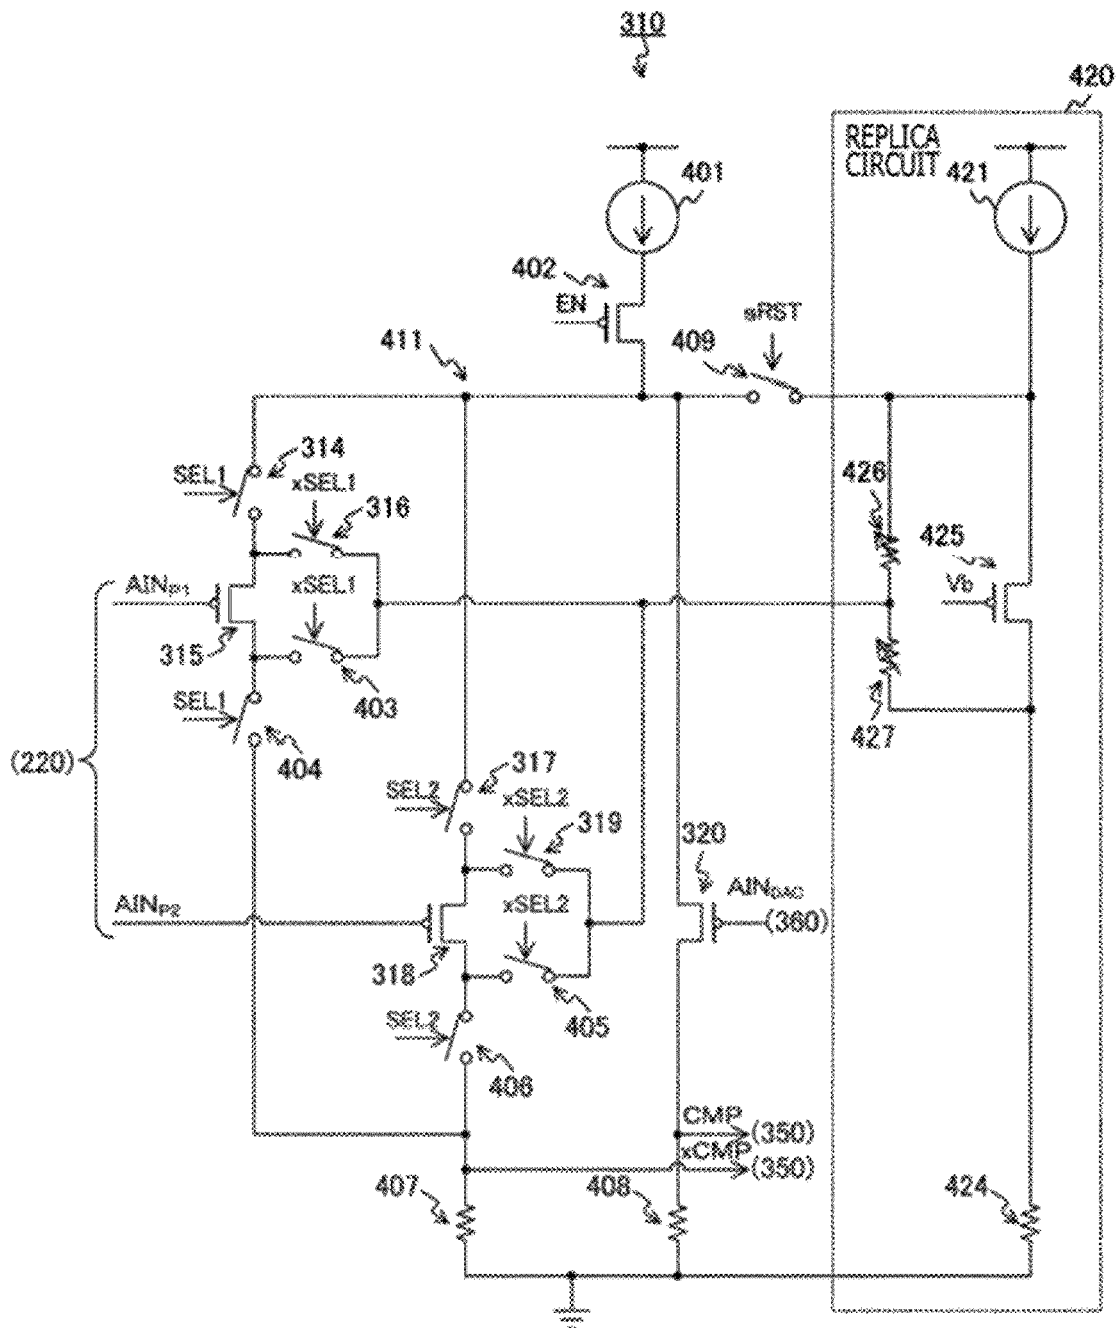 310
420
REPLICA
CIRCUIT
401
421
402
EN
sRST
411
409
314
SEL1
xSEL1
316
426
425
AINP1
xSEL1
Vb
315
SEL1
403
427
(220)
404
317
SEL2
xSEL2
319
320
AINP2
xSEL2
AINDAC
(360)
318
SEL2
405
406
CMP
(350)
xCMP
(350)
407
408
424